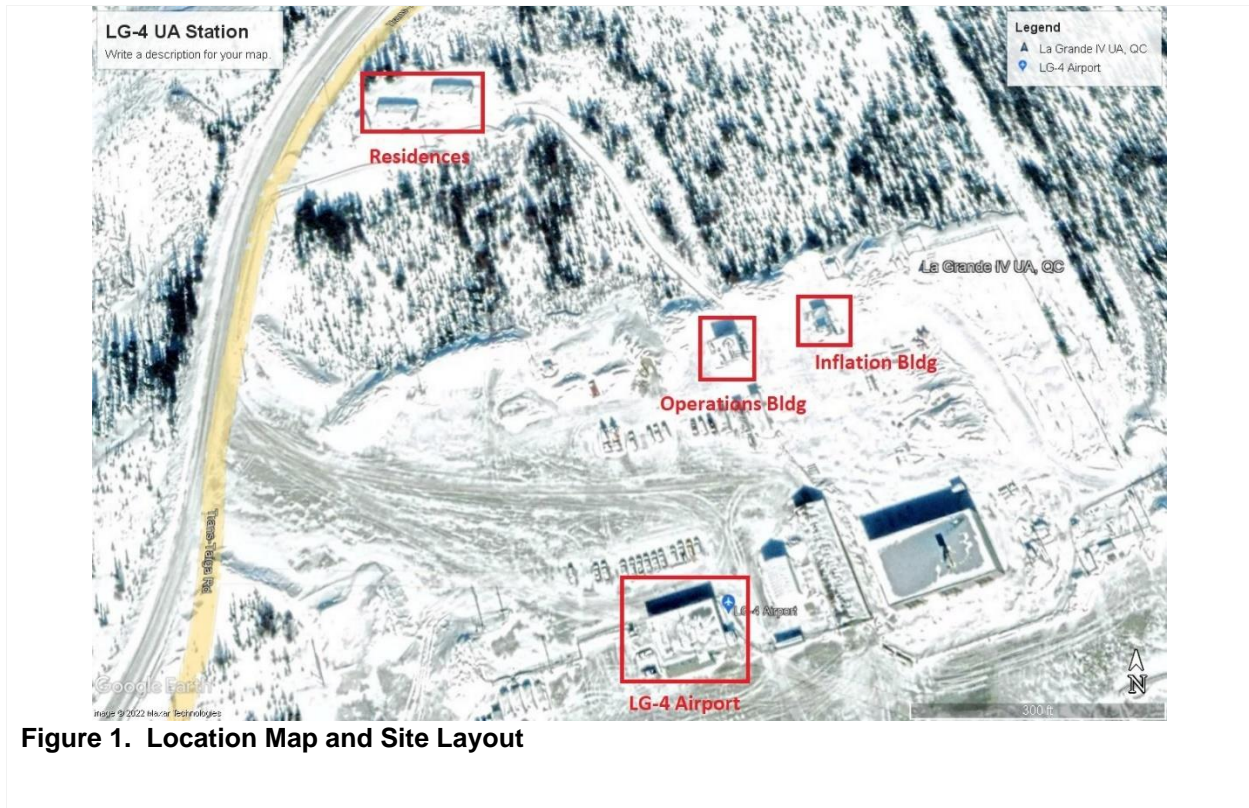 LG-4 UA Station
Write a description for your map.
Legend
La Grande IV UA, QC
LG-4 Airport
Residences
La Grande IV UA, QC
Inflation Bldg
Operations Bldg
Trans-Taiga Rd
LG-4 Airport
LG-4 Airport
N
Google Earth
Image © 2022 Maxar Technologies
300 ft
Figure 1.  Location Map and Site Layout